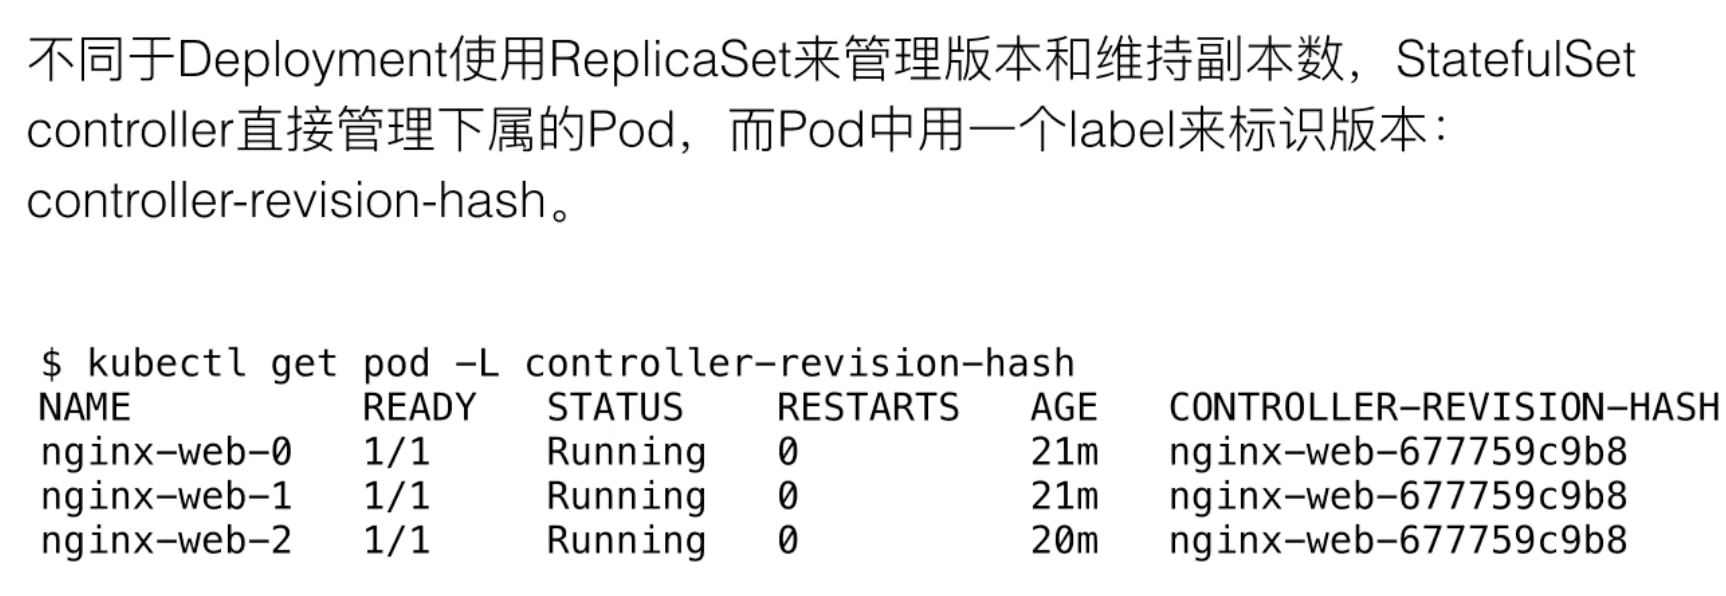 不同于Deployment使用ReplicaSet来管理版本和维持副本数，StatefulSet
controller直接管理下属的Pod，而Pod中用一个label来标识版本：
controller-revision-hash。
$ kubectl get pod -L controller-revision-hash
NAME READY STATUS RESTARTS AGE CONTROLLER-REVISION-HASH
nginx-web-0 1/1 Running 0 21m nginx-web-677759c9b8
nginx-web-1 1/1 Running 0 21m nginx-web-677759c9b8
nginx-web-2 1/1 Running 0 20m nginx-web-677759c9b8